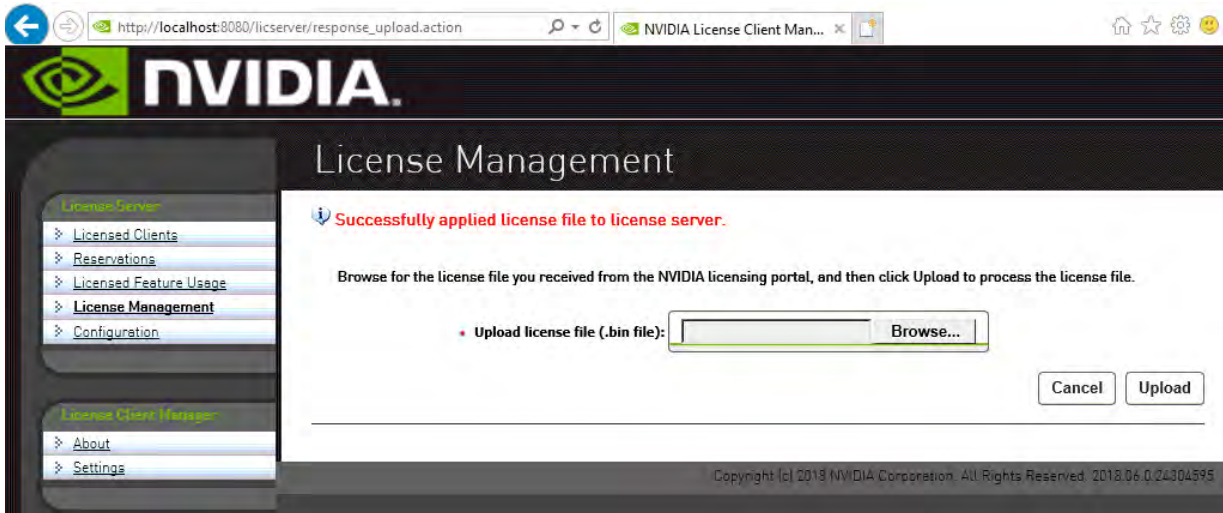 http://localhost:8080/licserver/response_upload.action
NVIDIA License Client Man...
NVIDIA.
License Management
License Server
Licensed Clients
Reservations
Licensed Feature Usage
License Management
Configuration
License Client Manager
About
Settings
Successfully applied license file to license server.
Browse for the license file you received from the NVIDIA licensing portal, and then click Upload to process the license file.
• Upload license file (.bin file): Browse...
Cancel Upload
Copyright (c) 2018 NVIDIA Corporation. All Rights Reserved. 2018.06.0.24304595